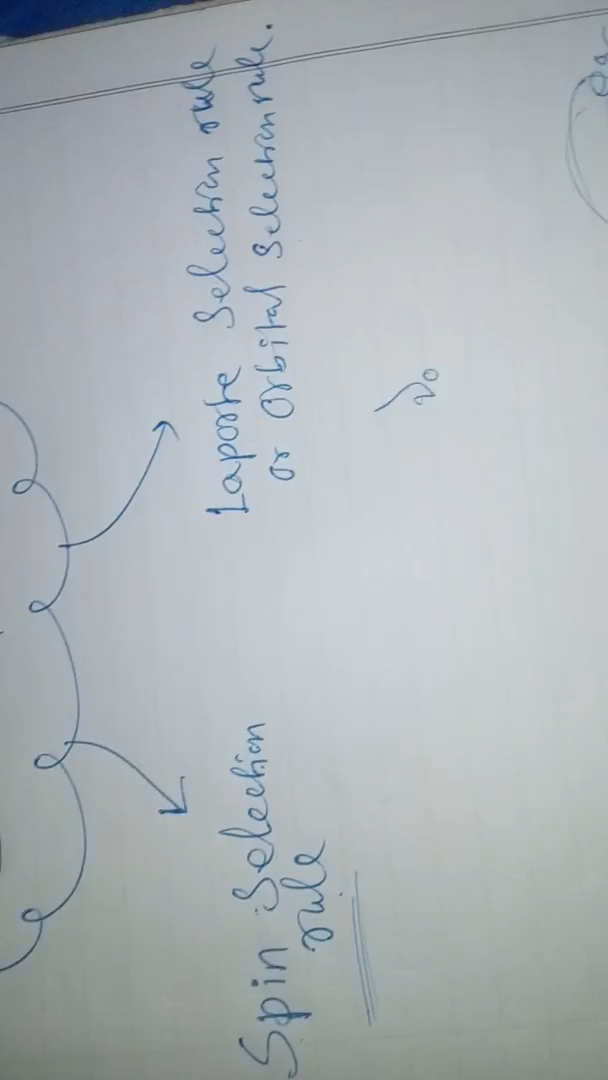 Spin Selection
rule
Laporte Selection rule
or Orbital Selection rule.